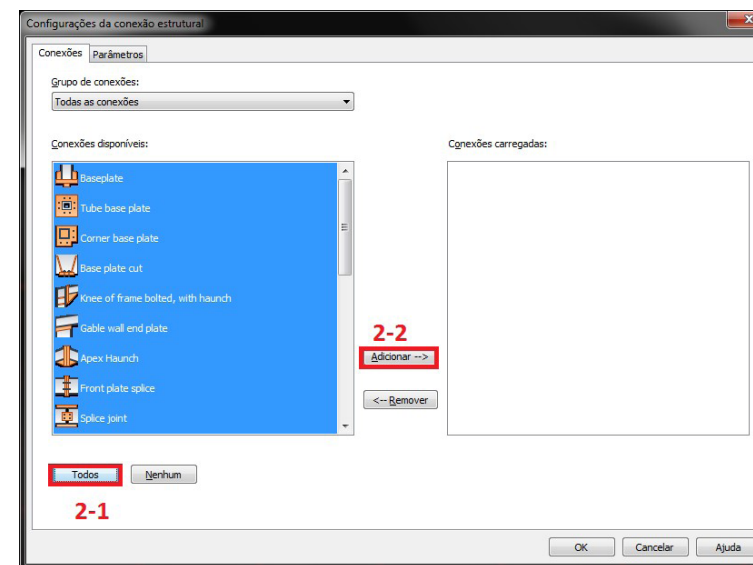 Configurações da conexão estrutural
Conexões Parâmetros
Grupo de conexões:
Todas as conexões
Conexões disponíveis:
Conexões carregadas:
Baseplate
Tube base plate
Corner base plate
Base plate cut
Knee of frame bolted, with haunch
Gable wall end plate
Apex Haunch
Front plate splice
Splice joint
2-2
Adicionar -->
<-- Remover
Todos Nenhum
2-1
OK Cancelar Ajuda